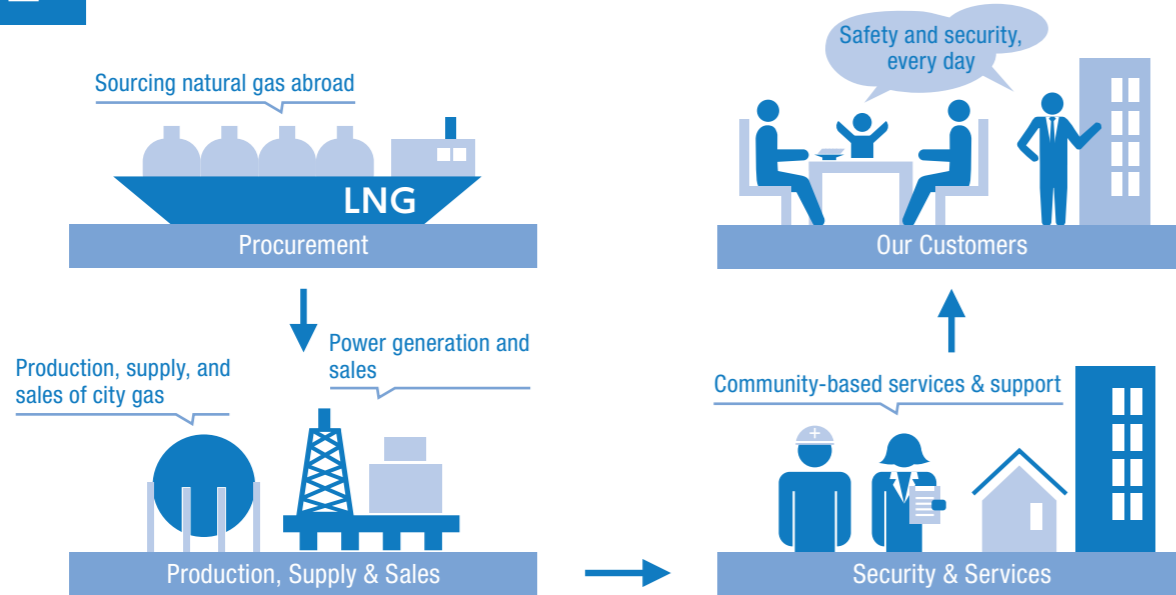 Sourcing natural gas abroad
LNG
Procurement
Power generation and
sales
Production, supply, and
sales of city gas
Production, Supply & Sales
Community-based services & support
Security & Services
Safety and security,
every day
Our Customers